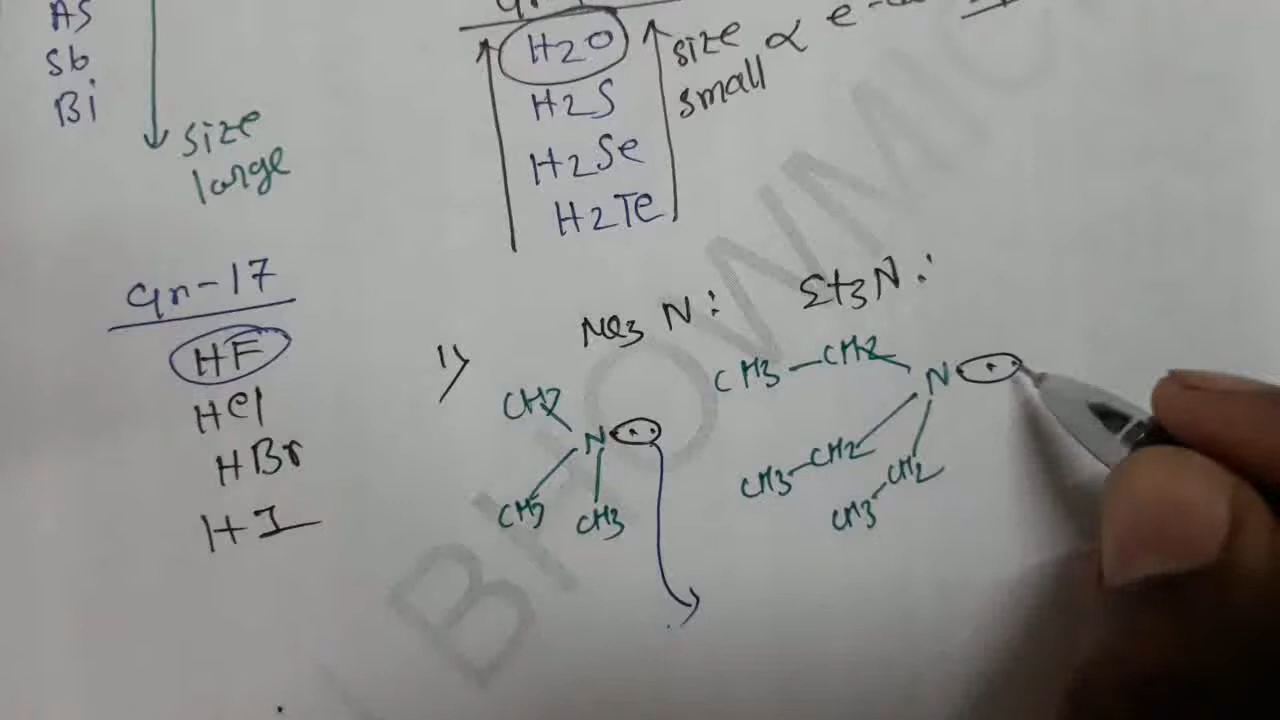 As
Sb
Bi
size
large
H2O
H2S
H2Se
H2Te
size ∝ e-
small
Gr-17
HF
HCl
HBr
HI
1)
Me3 N:
Et3N:
CH3
N
CH3
CH3
CH3-CH2
N
CH3-CH2
CH3-CH2
BHOWMIC